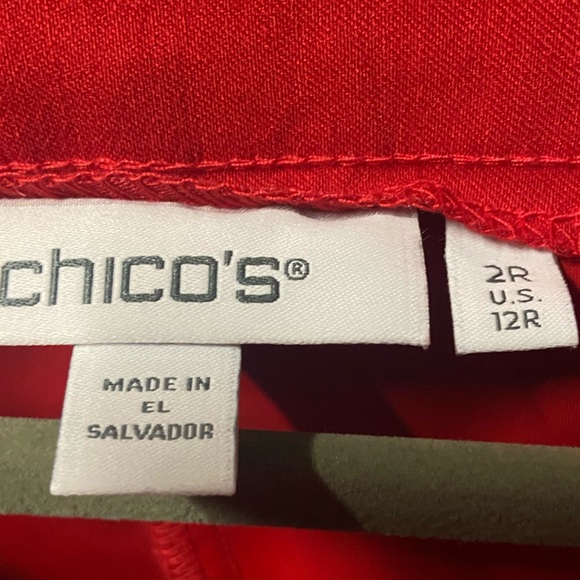 chico's®
2R
U.S.
12R
MADE IN
EL
SALVADOR